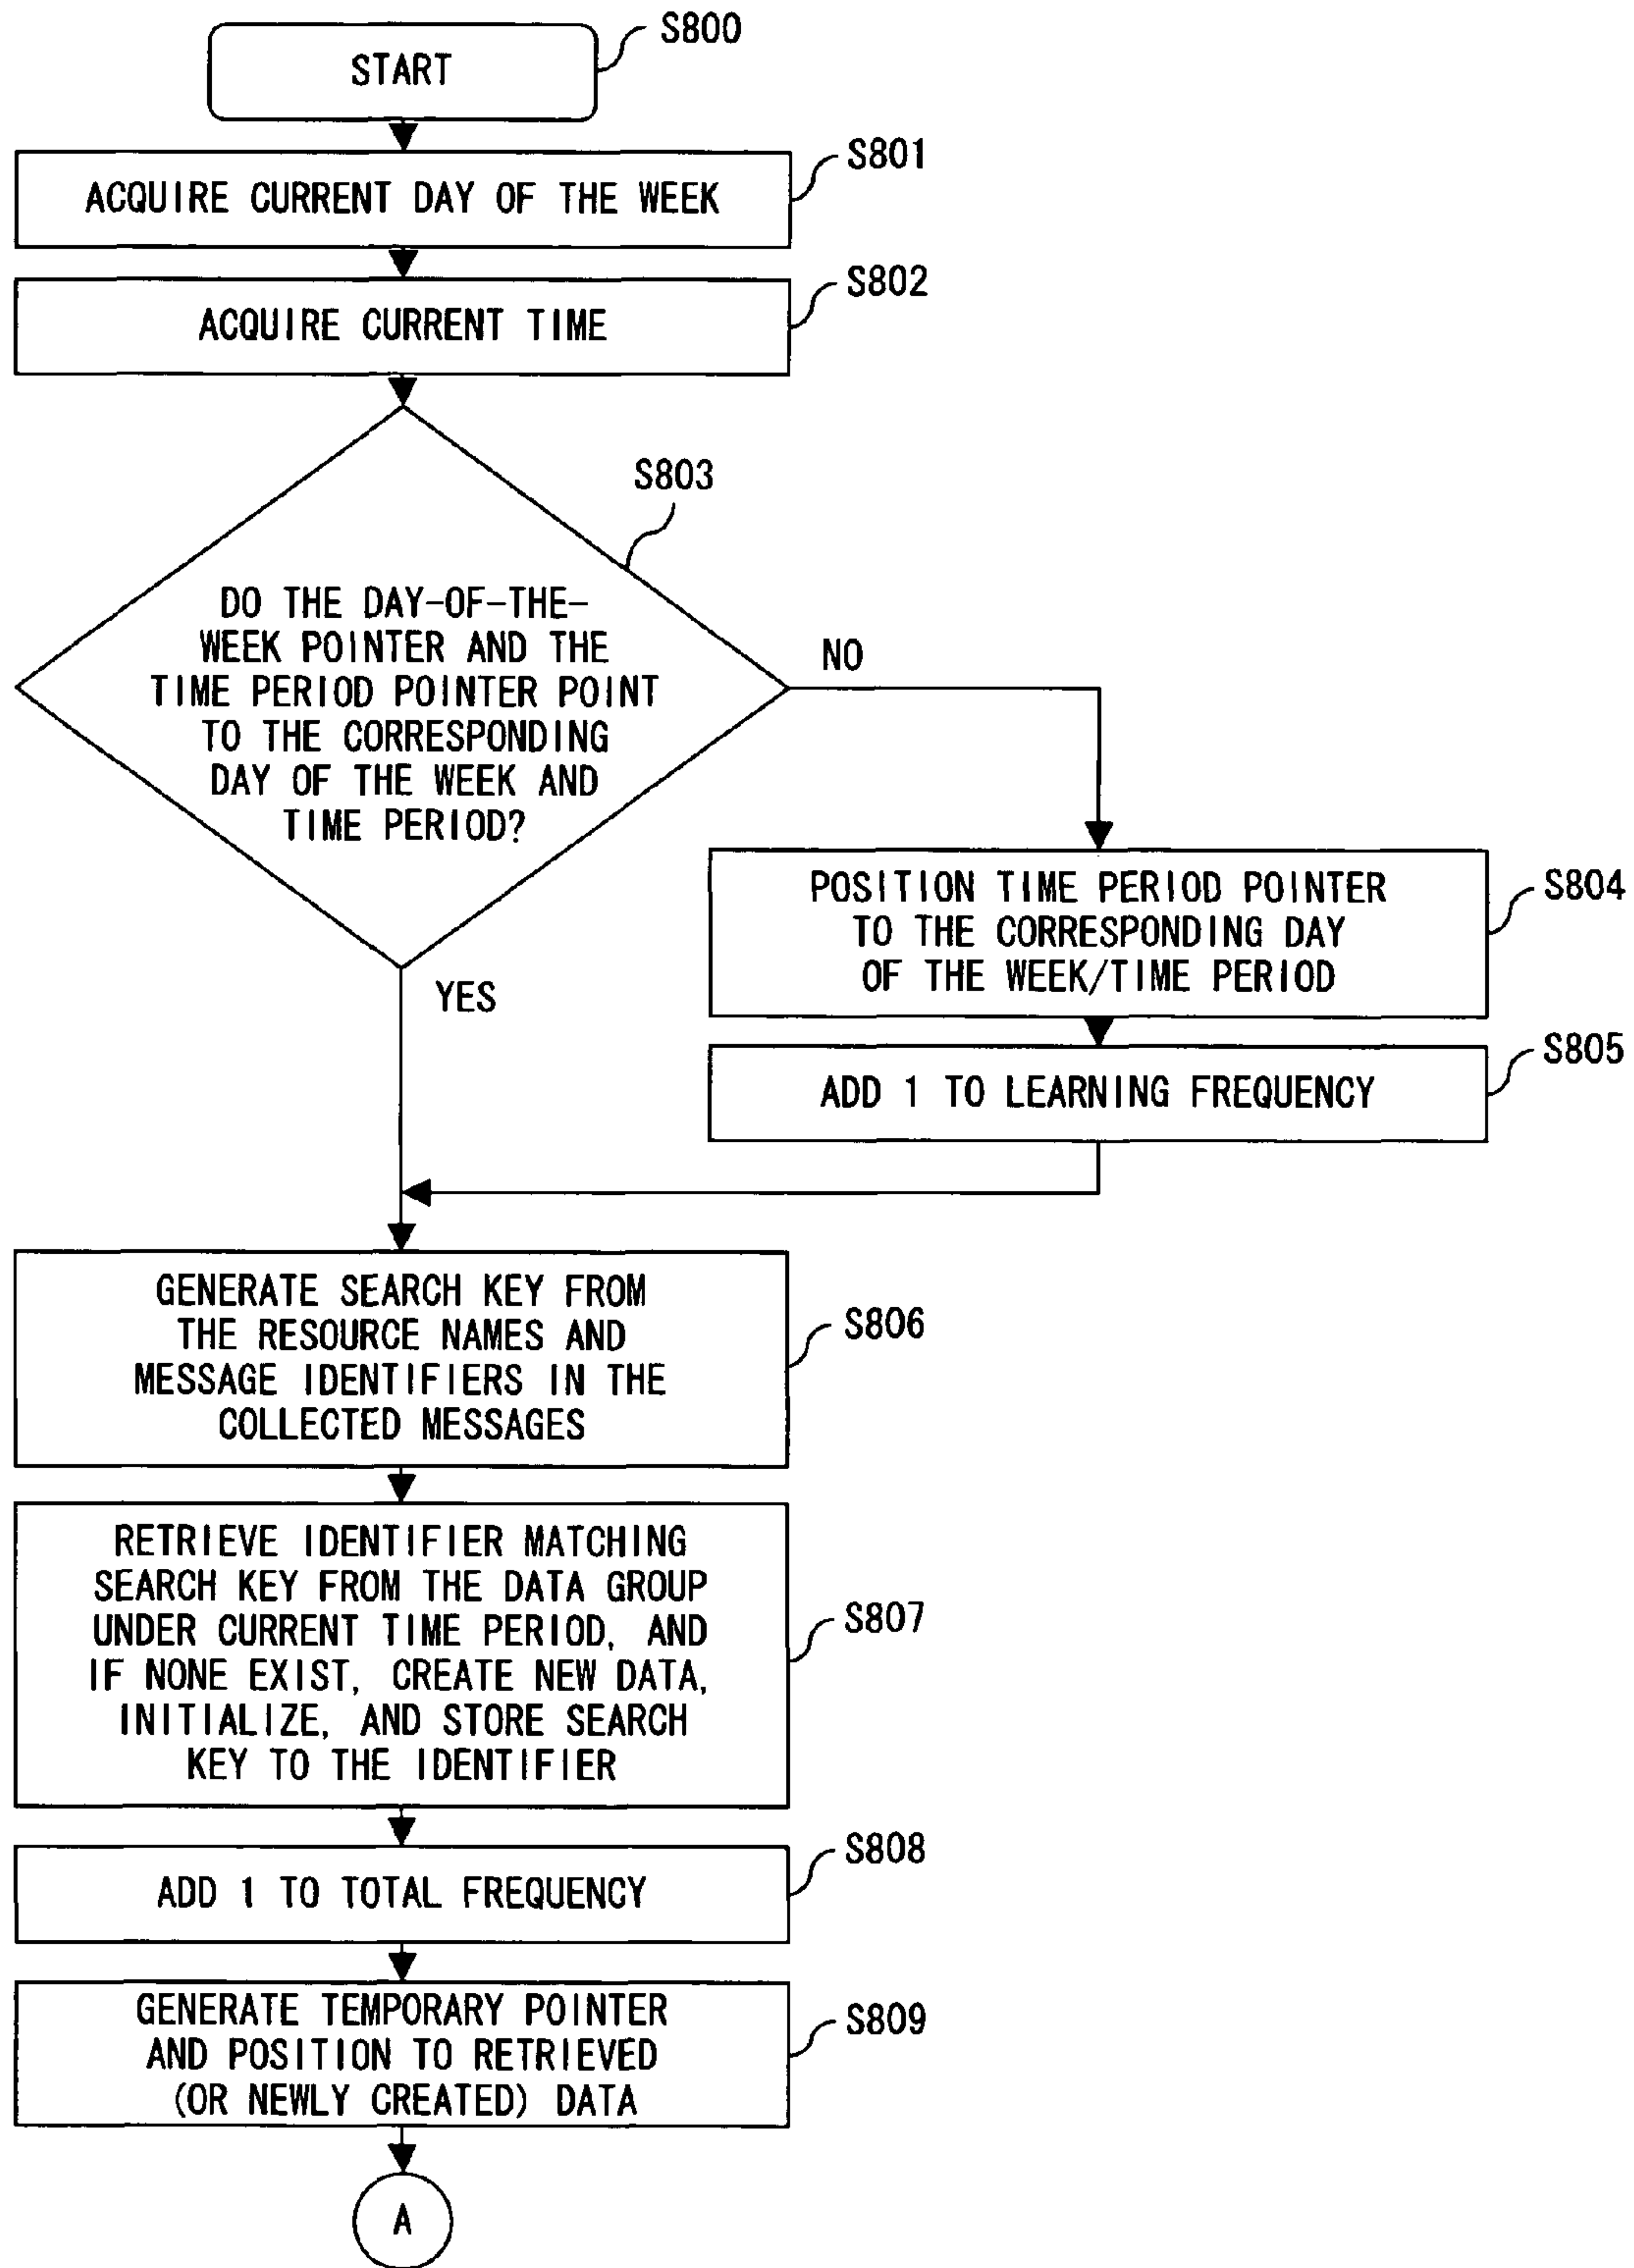 START
S800
ACQUIRE CURRENT DAY OF THE WEEK
S801
ACQUIRE CURRENT TIME
S802
S803
DO THE DAY-OF-THE-
WEEK POINTER AND THE
TIME PERIOD POINTER POINT
TO THE CORRESPONDING
DAY OF THE WEEK AND
TIME PERIOD?
NO
YES
POSITION TIME PERIOD POINTER
TO THE CORRESPONDING DAY
OF THE WEEK/TIME PERIOD
S804
ADD 1 TO LEARNING FREQUENCY
S805
GENERATE SEARCH KEY FROM
THE RESOURCE NAMES AND
MESSAGE IDENTIFIERS IN THE
COLLECTED MESSAGES
S806
RETRIEVE IDENTIFIER MATCHING
SEARCH KEY FROM THE DATA GROUP
UNDER CURRENT TIME PERIOD, AND
IF NONE EXIST, CREATE NEW DATA,
INITIALIZE, AND STORE SEARCH
KEY TO THE IDENTIFIER
S807
ADD 1 TO TOTAL FREQUENCY
S808
GENERATE TEMPORARY POINTER
AND POSITION TO RETRIEVED
(OR NEWLY CREATED) DATA
S809
A